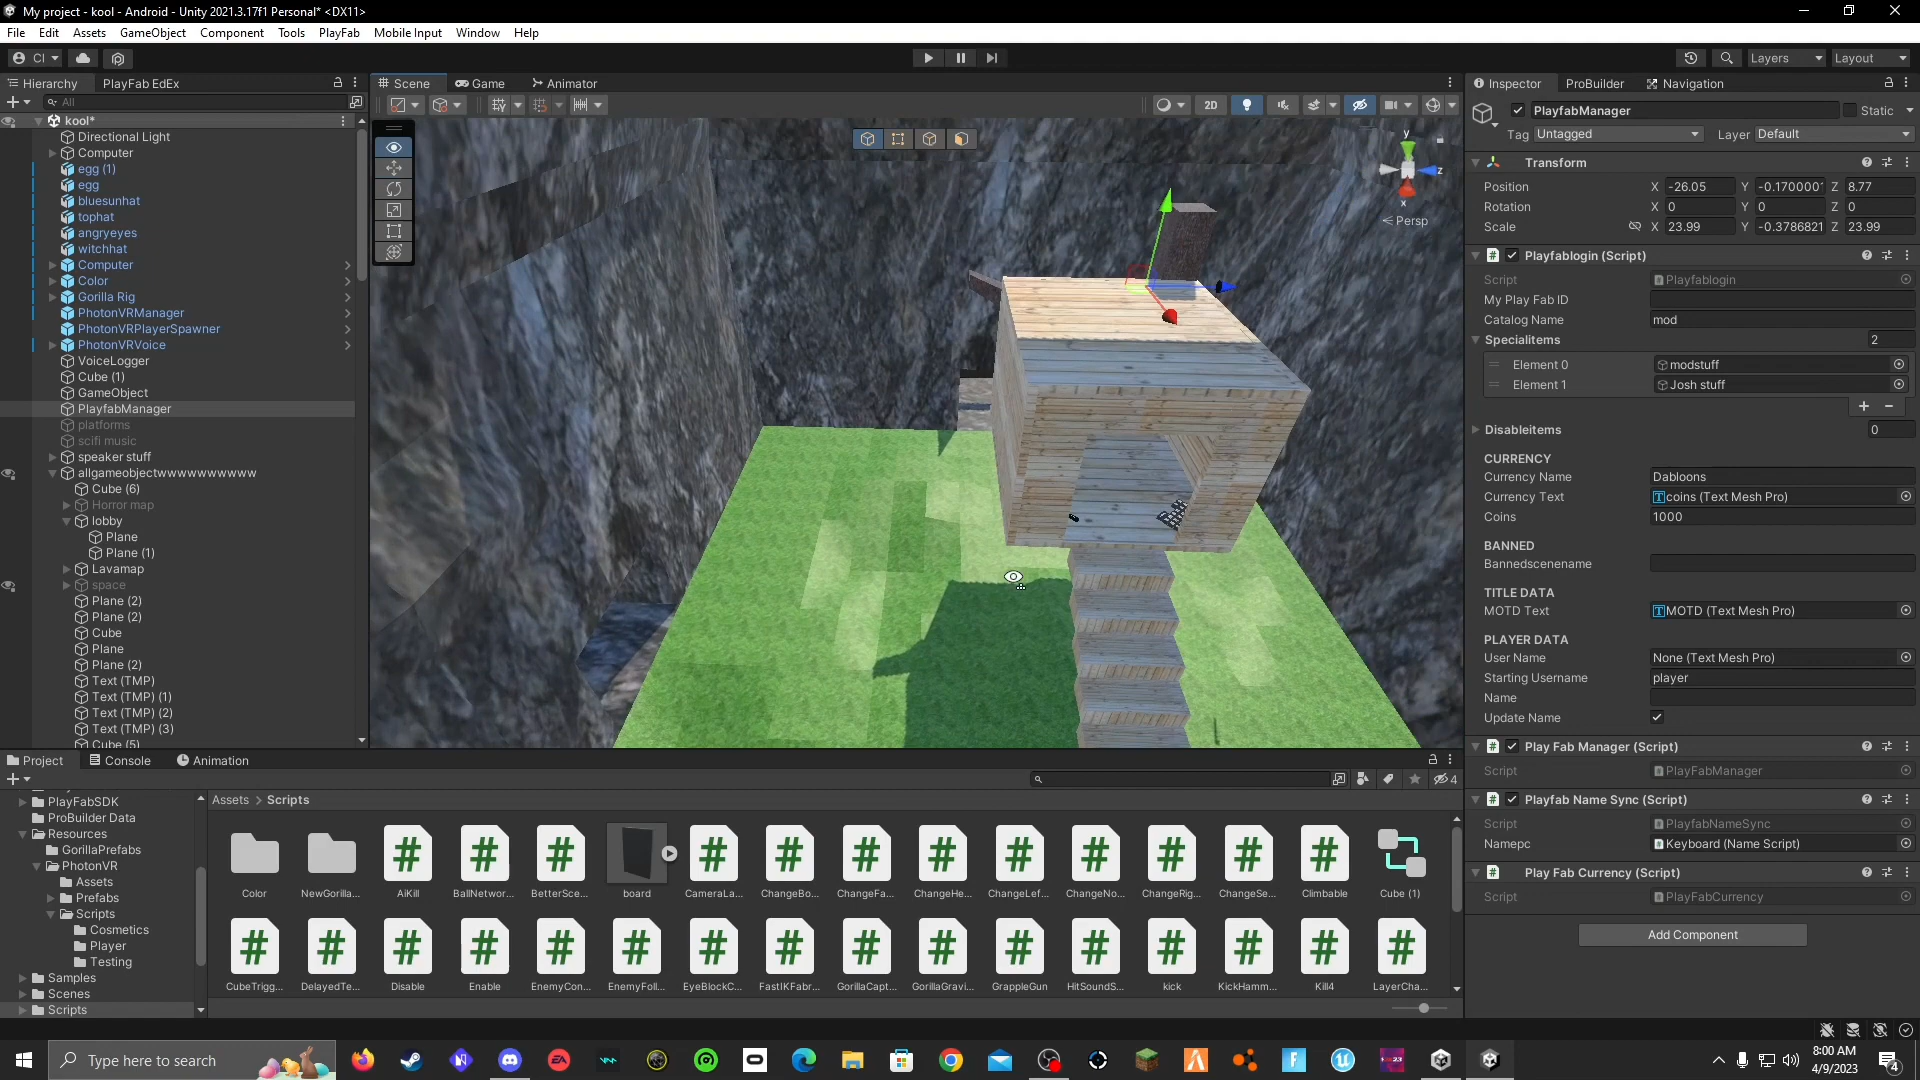 My project - kool - Android - Unity 2021.3.17f1 Personal* <DX11>
File Edit Assets GameObject Component Tools PlayFab Mobile Input Window Help
CI Layers Layout
Hierarchy PlayFab EdEx
All
kool*
Directional Light
Computer
egg (1)
egg
bluesunhat
tophat
angryeyes
witchhat
Computer
Color
Gorilla Rig
PhotonVRManager
PhotonVRPlayerSpawner
PhotonVRVoice
VoiceLogger
Cube (1)
GameObject
PlayfabManager
platforms
scifi music
speaker stuff
allgameobjectwwwwwwwwww
Cube (6)
Horror map
lobby
Plane
Plane (1)
Lavamap
space
Plane (2)
Plane (2)
Cube
Plane
Plane (2)
Text (TMP)
Text (TMP) (1)
Text (TMP) (2)
Text (TMP) (3)
Cube (5)
Scene Game Animator
2D
y
z
x
< Persp
Inspector ProBuilder Navigation
PlayfabManager Static
Tag Untagged Layer Default
Transform
Position X -26.05 Y -0.1700001 Z 8.77
Rotation X 0 Y 0 Z 0
Scale X 23.99 Y -0.3786821 Z 23.99
# Playfablogin (Script)
Script Playfablogin
My Play Fab ID
Catalog Name mod
Specialitems 2
Element 0 modstuff
Element 1 Josh stuff
Disableitems 0
CURRENCY
Currency Name Dabloons
Currency Text coins (Text Mesh Pro)
Coins 1000
BANNED
Bannedscenename
TITLE DATA
MOTD Text MOTD (Text Mesh Pro)
PLAYER DATA
User Name None (Text Mesh Pro)
Starting Username player
Name
Update Name
# Play Fab Manager (Script)
Script PlayFabManager
# Playfab Name Sync (Script)
Script PlayfabNameSync
Namepc Keyboard (Name Script)
# Play Fab Currency (Script)
Script PlayFabCurrency
Add Component
Project Console Animation
4
PlayFabSDK
ProBuilder Data
Resources
GorillaPrefabs
PhotonVR
Assets
Prefabs
Scripts
Cosmetics
Player
Testing
Samples
Scenes
Scripts
Assets > Scripts
Color NewGorilla... AiKill BallNetwor... BetterSce... board CameraLa... ChangeBo... ChangeFa... ChangeHe... ChangeLef... ChangeNo... ChangeRig... ChangeSe... Climbable Cube (1)
CubeTrigg... DelayedTe... Disable Enable EnemyCon... EnemyFoll... EyeBlockC... FastIKFabr... GorillaCapt... GorillaGravi... GrappleGun HitSoundS... kick KickHamm... Kill4 LayerCha...
Type here to search
8:00 AM
4/9/2023
4